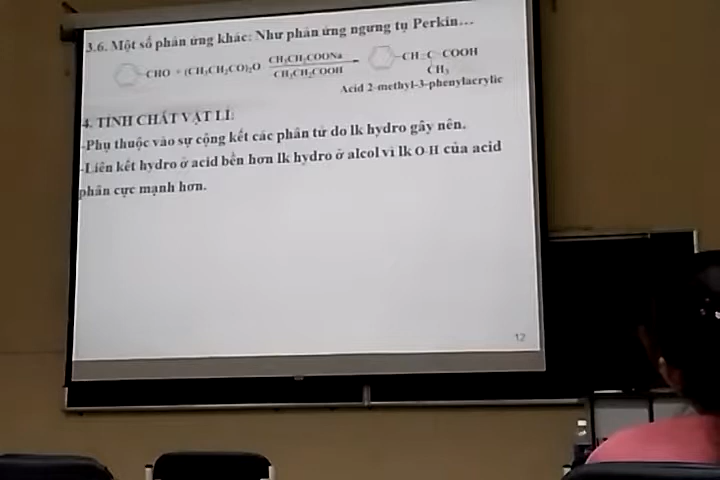 3.6. Một số phản ứng khác: Như phản ứng ngưng tụ Perkin...
CHO + (CH3CH2CO)2O CH3CH2COONa CH=C COOH
CH3CH2COOH CH3
Acid 2-methyl-3-phenylacrylic
4. TÍNH CHẤT VẬT LÍ:
-Phụ thuộc vào sự cộng kết các phân tử do lk hydro gây nên.
-Liên kết hydro ở acid bền hơn lk hydro ở alcol vì lk O-H của acid
phân cực mạnh hơn.
12